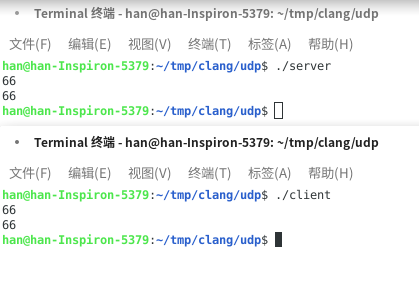 Terminal 终端 - han@han-Inspiron-5379: ~/tmp/clang/udp
文件(F) 编辑(E) 视图(V) 终端(T) 标签(A) 帮助(H)
han@han-Inspiron-5379:~/tmp/clang/udp$ ./server
66
66
han@han-Inspiron-5379:~/tmp/clang/udp$
Terminal 终端 - han@han-Inspiron-5379: ~/tmp/clang/udp
文件(F) 编辑(E) 视图(V) 终端(T) 标签(A) 帮助(H)
han@han-Inspiron-5379:~/tmp/clang/udp$ ./client
66
66
han@han-Inspiron-5379:~/tmp/clang/udp$